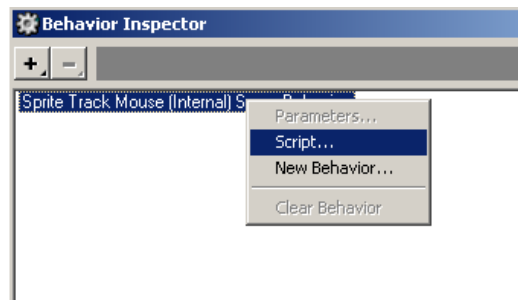 Behavior Inspector
Sprite Track Mouse (Internal)
Parameters...
Script...
New Behavior...
Clear Behavior